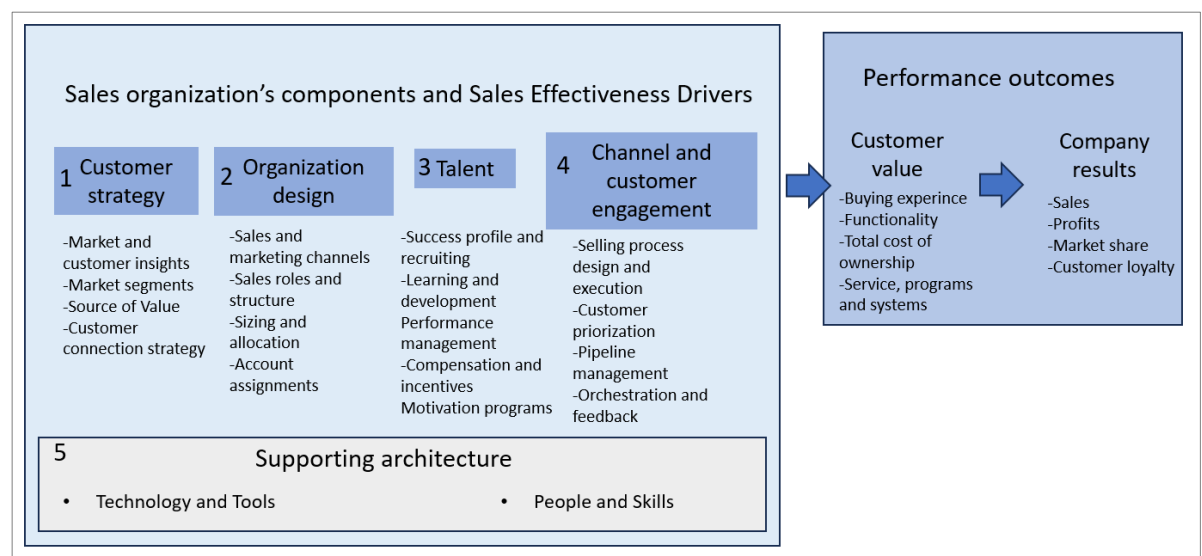 Sales organization's components and Sales Effectiveness Drivers
1 Customer
strategy
-Market and
customer insights
-Market segments
-Source of Value
-Customer
connection strategy
2 Organization
design
-Sales and
marketing channels
-Sales roles and
structure
-Sizing and
allocation
-Account
assignments
3 Talent
-Success profile and
recruiting
-Learning and
development
Performance
management
-Compensation and
incentives
Motivation programs
4 Channel and
customer
engagement
-Selling process
design and
execution
-Customer
priorization
-Pipeline
management
-Orchestration and
feedback
5
Supporting architecture
• Technology and Tools
• People and Skills
Performance outcomes
Customer
value
-Buying experince
-Functionality
-Total cost of
ownership
-Service, programs
and systems
Company
results
-Sales
-Profits
-Market share
-Customer loyalty